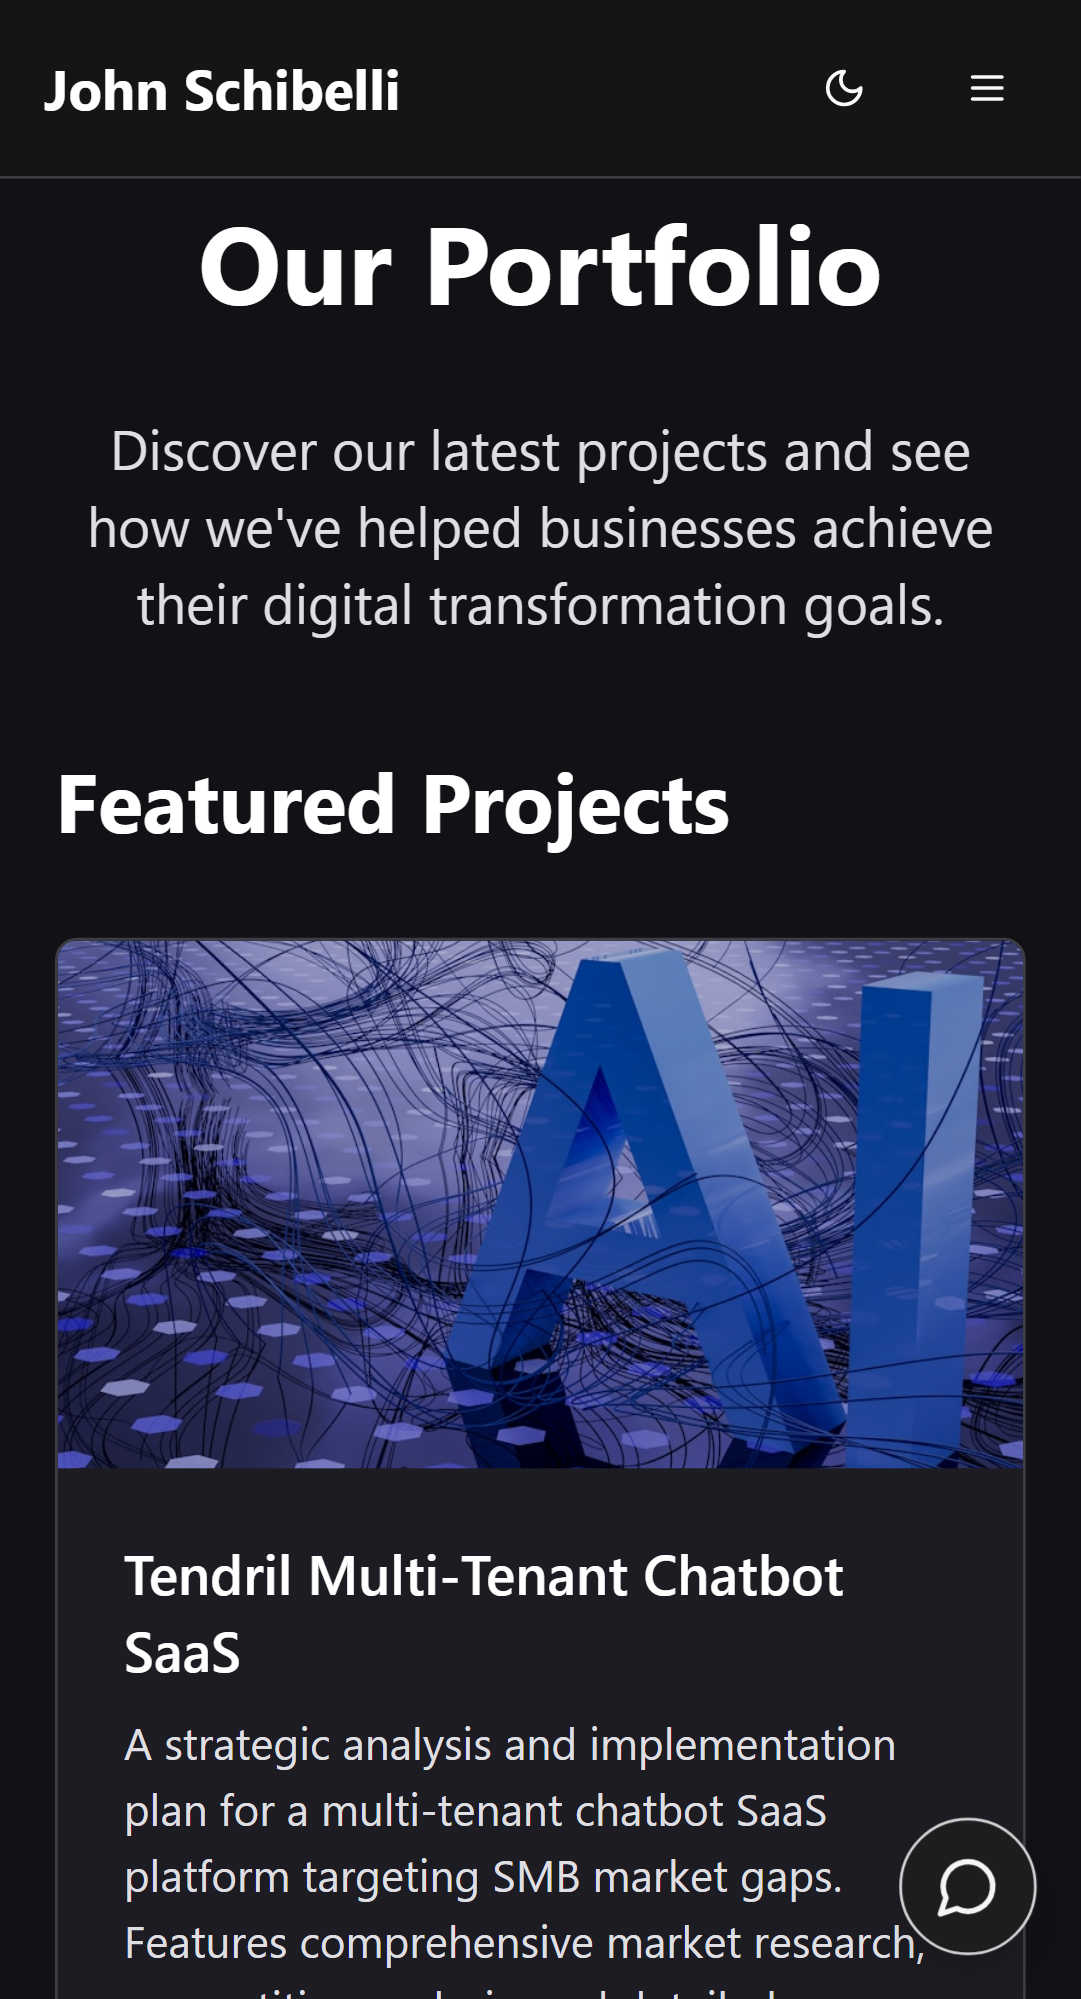 John Schibelli
Our Portfolio
Discover our latest projects and see
how we've helped businesses achieve
their digital transformation goals.
Featured Projects
AI
Tendril Multi-Tenant Chatbot
SaaS
A strategic analysis and implementation
plan for a multi-tenant chatbot SaaS
platform targeting SMB market gaps.
Features comprehensive market research,